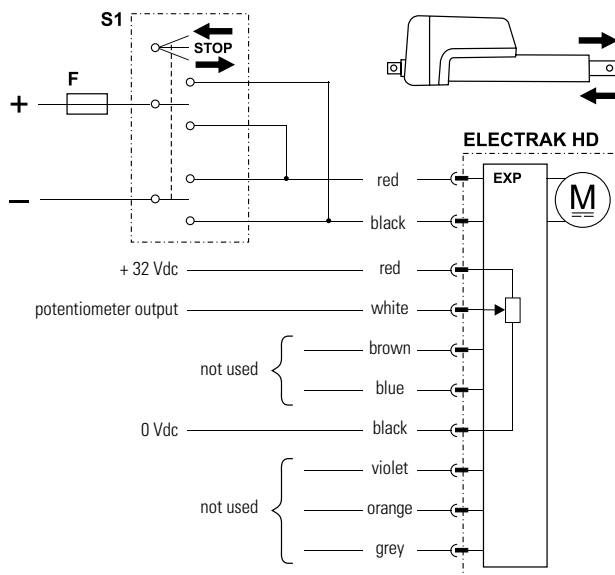 S1
STOP
F
+
–
ELECTRAK HD
EXP
M
red
black
+ 32 Vdc
red
potentiometer output
white
not used
brown
blue
0 Vdc
black
not used
violet
orange
grey